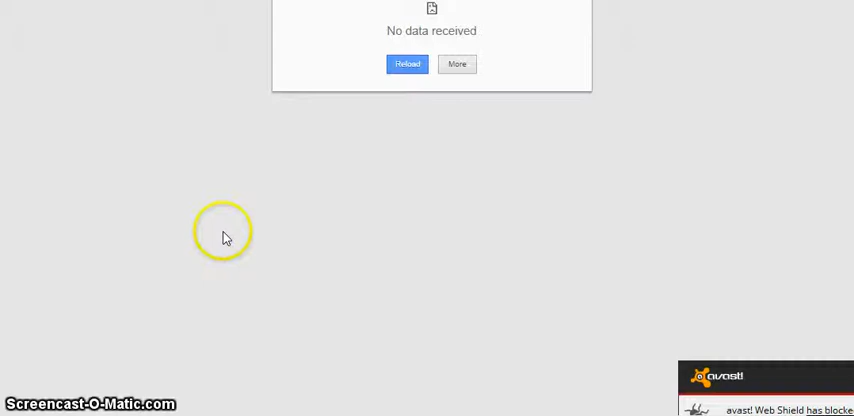 No data received
Reload More
avast!
avast! Web Shield has blocke
Screencast-O-Matic.com